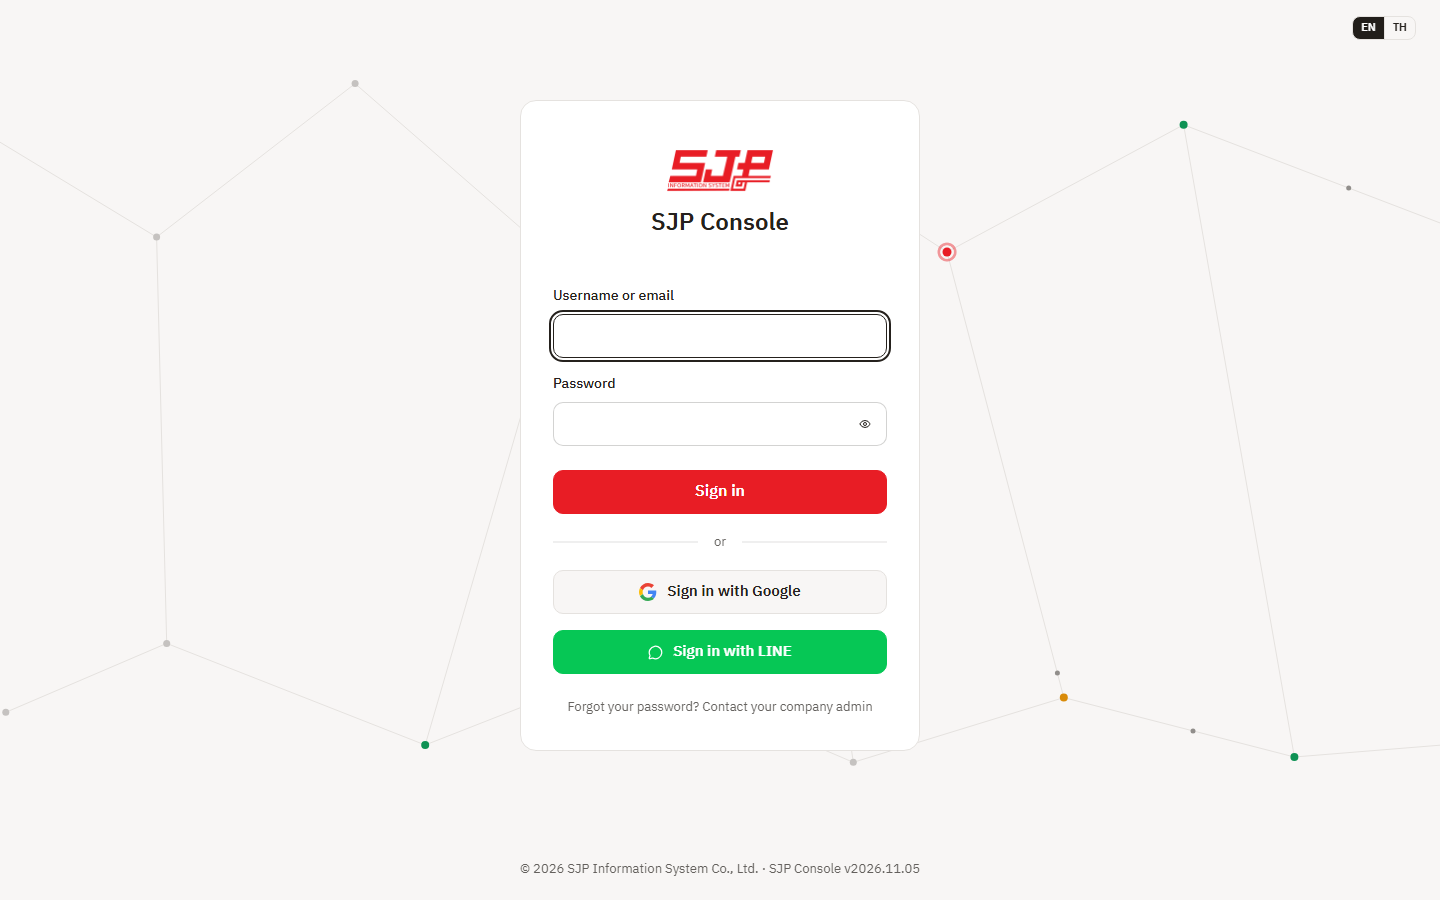 EN TH
SJP
INFORMATION SYSTEM
SJP Console
Username or email
Password
Sign in
or
Sign in with Google
Sign in with LINE
Forgot your password? Contact your company admin
© 2026 SJP Information System Co., Ltd. · SJP Console v2026.11.05